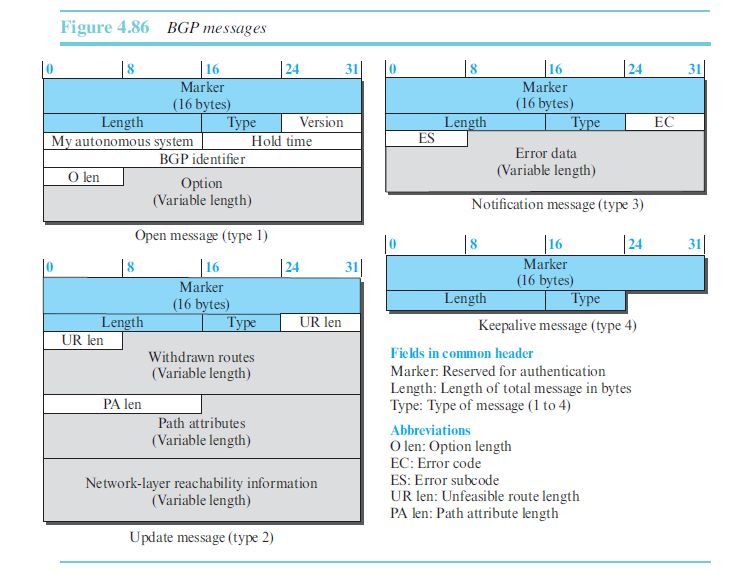 Figure 4.86 BGP messages
0 8 16 24 31
Marker
(16 bytes)
Length Type Version
My autonomous system Hold time
BGP identifier
O len
Option
(Variable length)
Open message (type 1)
0 8 16 24 31
Marker
(16 bytes)
Length Type UR len
UR len
Withdrawn routes
(Variable length)
PA len
Path attributes
(Variable length)
Network-layer reachability information
(Variable length)
Update message (type 2)
0 8 16 24 31
Marker
(16 bytes)
Length Type EC
ES
Error data
(Variable length)
Notification message (type 3)
0 8 16 24 31
Marker
(16 bytes)
Length Type
Keepalive message (type 4)
Fields in common header
Marker: Reserved for authentication
Length: Length of total message in bytes
Type: Type of message (1 to 4)
Abbreviations
O len: Option length
EC: Error code
ES: Error subcode
UR len: Unfeasible route length
PA len: Path attribute length